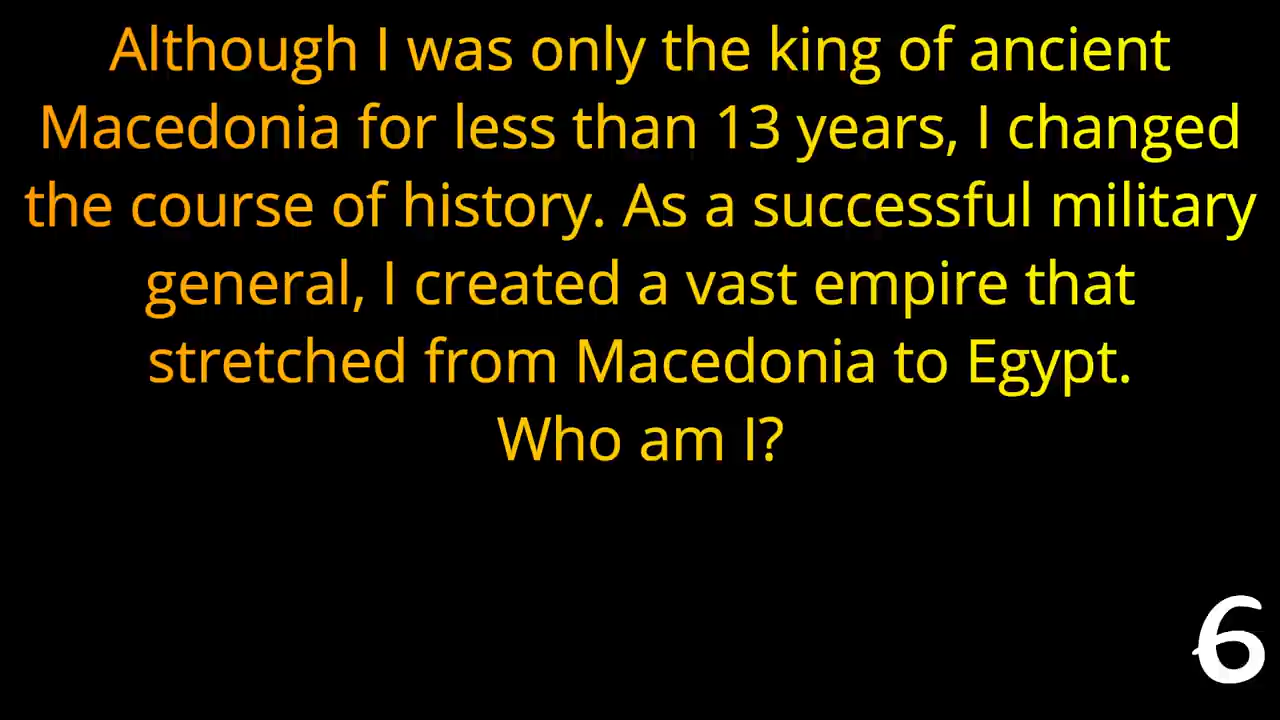 Although I was only the king of ancient
Macedonia for less than 13 years, I changed
the course of history. As a successful military
general, I created a vast empire that
stretched from Macedonia to Egypt.
Who am I?
6